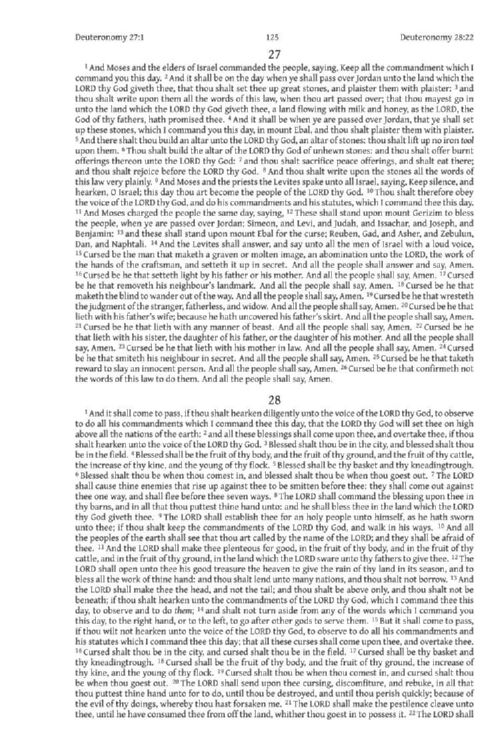 Deuteronomy 27:1 125 Deuteronomy 28:22
27
1 And Moses and the elders of Israel commanded the people, saying, Keep all the commandment which I
command you this day. 2 And it shall be on the day when ye shall pass over Jordan unto the land which the
LORD thy God giveth thee, that thou shalt set thee up great stones, and plaister them with plaister: 3 and
thou shalt write upon them all the words of this law, when thou art passed over; that thou mayest go in
unto the land which the LORD thy God giveth thee, a land flowing with milk and honey, as the LORD, the
God of thy fathers, hath promised thee. 4 And it shall be when ye are passed over Jordan, that ye shall set
up these stones, which I command you this day, in mount Ebal, and thou shalt plaister them with plaister.
5 And there shalt thou build an altar unto the LORD thy God, an altar of stones: thou shalt lift up no iron tool
upon them. 6 Thou shalt build the altar of the LORD thy God of unhewn stones: and thou shalt offer burnt
offerings thereon unto the LORD thy God: 7 and thou shalt sacrifice peace offerings, and shalt eat there;
and thou shalt rejoice before the LORD thy God. 8 And thou shalt write upon the stones all the words of
this law very plainly. 9 And Moses and the priests the Levites spake unto all Israel, saying, Keep silence, and
hearken, O Israel; this day thou art become the people of the LORD thy God. 10 Thou shalt therefore obey
the voice of the LORD thy God, and do his commandments and his statutes, which I command thee this day.
11 And Moses charged the people the same day, saying, 12 These shall stand upon mount Gerizim to bless
the people, when ye are passed over Jordan; Simeon, and Levi, and Judah, and Issachar, and Joseph, and
Benjamin: 13 and these shall stand upon mount Ebal for the curse; Reuben, Gad, and Asher, and Zebulun,
Dan, and Naphtali. 14 And the Levites shall answer, and say unto all the men of Israel with a loud voice,
15 Cursed be the man that maketh a graven or molten image, an abomination unto the LORD, the work of
the hands of the craftsman, and setteth it up in secret. And all the people shall answer and say, Amen.
16 Cursed be he that setteth light by his father or his mother. And all the people shall say, Amen. 17 Cursed
be he that removeth his neighbour's landmark. And all the people shall say, Amen. 18 Cursed be he that
maketh the blind to wander out of the way. And all the people shall say, Amen. 19 Cursed be he that wresteth
the judgment of the stranger, fatherless, and widow. And all the people shall say, Amen. 20 Cursed be he that
lieth with his father's wife; because he hath uncovered his father's skirt. And all the people shall say, Amen.
21 Cursed be he that lieth with any manner of beast. And all the people shall say, Amen. 22 Cursed be he
that lieth with his sister, the daughter of his father, or the daughter of his mother. And all the people shall
say, Amen. 23 Cursed be he that lieth with his mother in law. And all the people shall say, Amen. 24 Cursed
be he that smiteth his neighbour in secret. And all the people shall say, Amen. 25 Cursed be he that taketh
reward to slay an innocent person. And all the people shall say, Amen. 26 Cursed be he that confirmeth not
the words of this law to do them. And all the people shall say, Amen.
28
1 And it shall come to pass, if thou shalt hearken diligently unto the voice of the LORD thy God, to observe
to do all his commandments which I command thee this day, that the LORD thy God will set thee on high
above all the nations of the earth: 2 and all these blessings shall come upon thee, and overtake thee, if thou
shalt hearken unto the voice of the LORD thy God. 3 Blessed shalt thou be in the city, and blessed shalt thou
be in the field. 4 Blessed shall be the fruit of thy body, and the fruit of thy ground, and the fruit of thy cattle,
the increase of thy kine, and the young of thy flock. 5 Blessed shall be thy basket and thy kneadingtrough.
6 Blessed shalt thou be when thou comest in, and blessed shalt thou be when thou goest out. 7 The LORD
shall cause thine enemies that rise up against thee to be smitten before thee: they shall come out against
thee one way, and shall flee before thee seven ways. 8 The LORD shall command the blessing upon thee in
thy barns, and in all that thou puttest thine hand unto; and he shall bless thee in the land which the LORD
thy God giveth thee. 9 The LORD shall establish thee for an holy people unto himself, as he hath sworn
unto thee; if thou shalt keep the commandments of the LORD thy God, and walk in his ways. 10 And all
the peoples of the earth shall see that thou art called by the name of the LORD; and they shall be afraid of
thee. 11 And the LORD shall make thee plenteous for good, in the fruit of thy body, and in the fruit of thy
cattle, and in the fruit of thy ground, in the land which the LORD sware unto thy fathers to give thee. 12 The
LORD shall open unto thee his good treasure the heaven to give the rain of thy land in its season, and to
bless all the work of thine hand: and thou shalt lend unto many nations, and thou shalt not borrow. 13 And
the LORD shall make thee the head, and not the tail; and thou shalt be above only, and thou shalt not be
beneath; if thou shalt hearken unto the commandments of the LORD thy God, which I command thee this
day, to observe and to do them; 14 and shalt not turn aside from any of the words which I command you
this day, to the right hand, or to the left, to go after other gods to serve them. 15 But it shall come to pass,
if thou wilt not hearken unto the voice of the LORD thy God, to observe to do all his commandments and
his statutes which I command thee this day; that all these curses shall come upon thee, and overtake thee.
16 Cursed shalt thou be in the city, and cursed shalt thou be in the field. 17 Cursed shall be thy basket and
thy kneadingtrough. 18 Cursed shall be the fruit of thy body, and the fruit of thy ground, the increase of
thy kine, and the young of thy flock. 19 Cursed shalt thou be when thou comest in, and cursed shalt thou
be when thou goest out. 20 The LORD shall send upon thee cursing, discomfiture, and rebuke, in all that
thou puttest thine hand unto for to do, until thou be destroyed, and until thou perish quickly; because of
the evil of thy doings, whereby thou hast forsaken me. 21 The LORD shall make the pestilence cleave unto
thee, until he have consumed thee from off the land, whither thou goest in to possess it. 22 The LORD shall